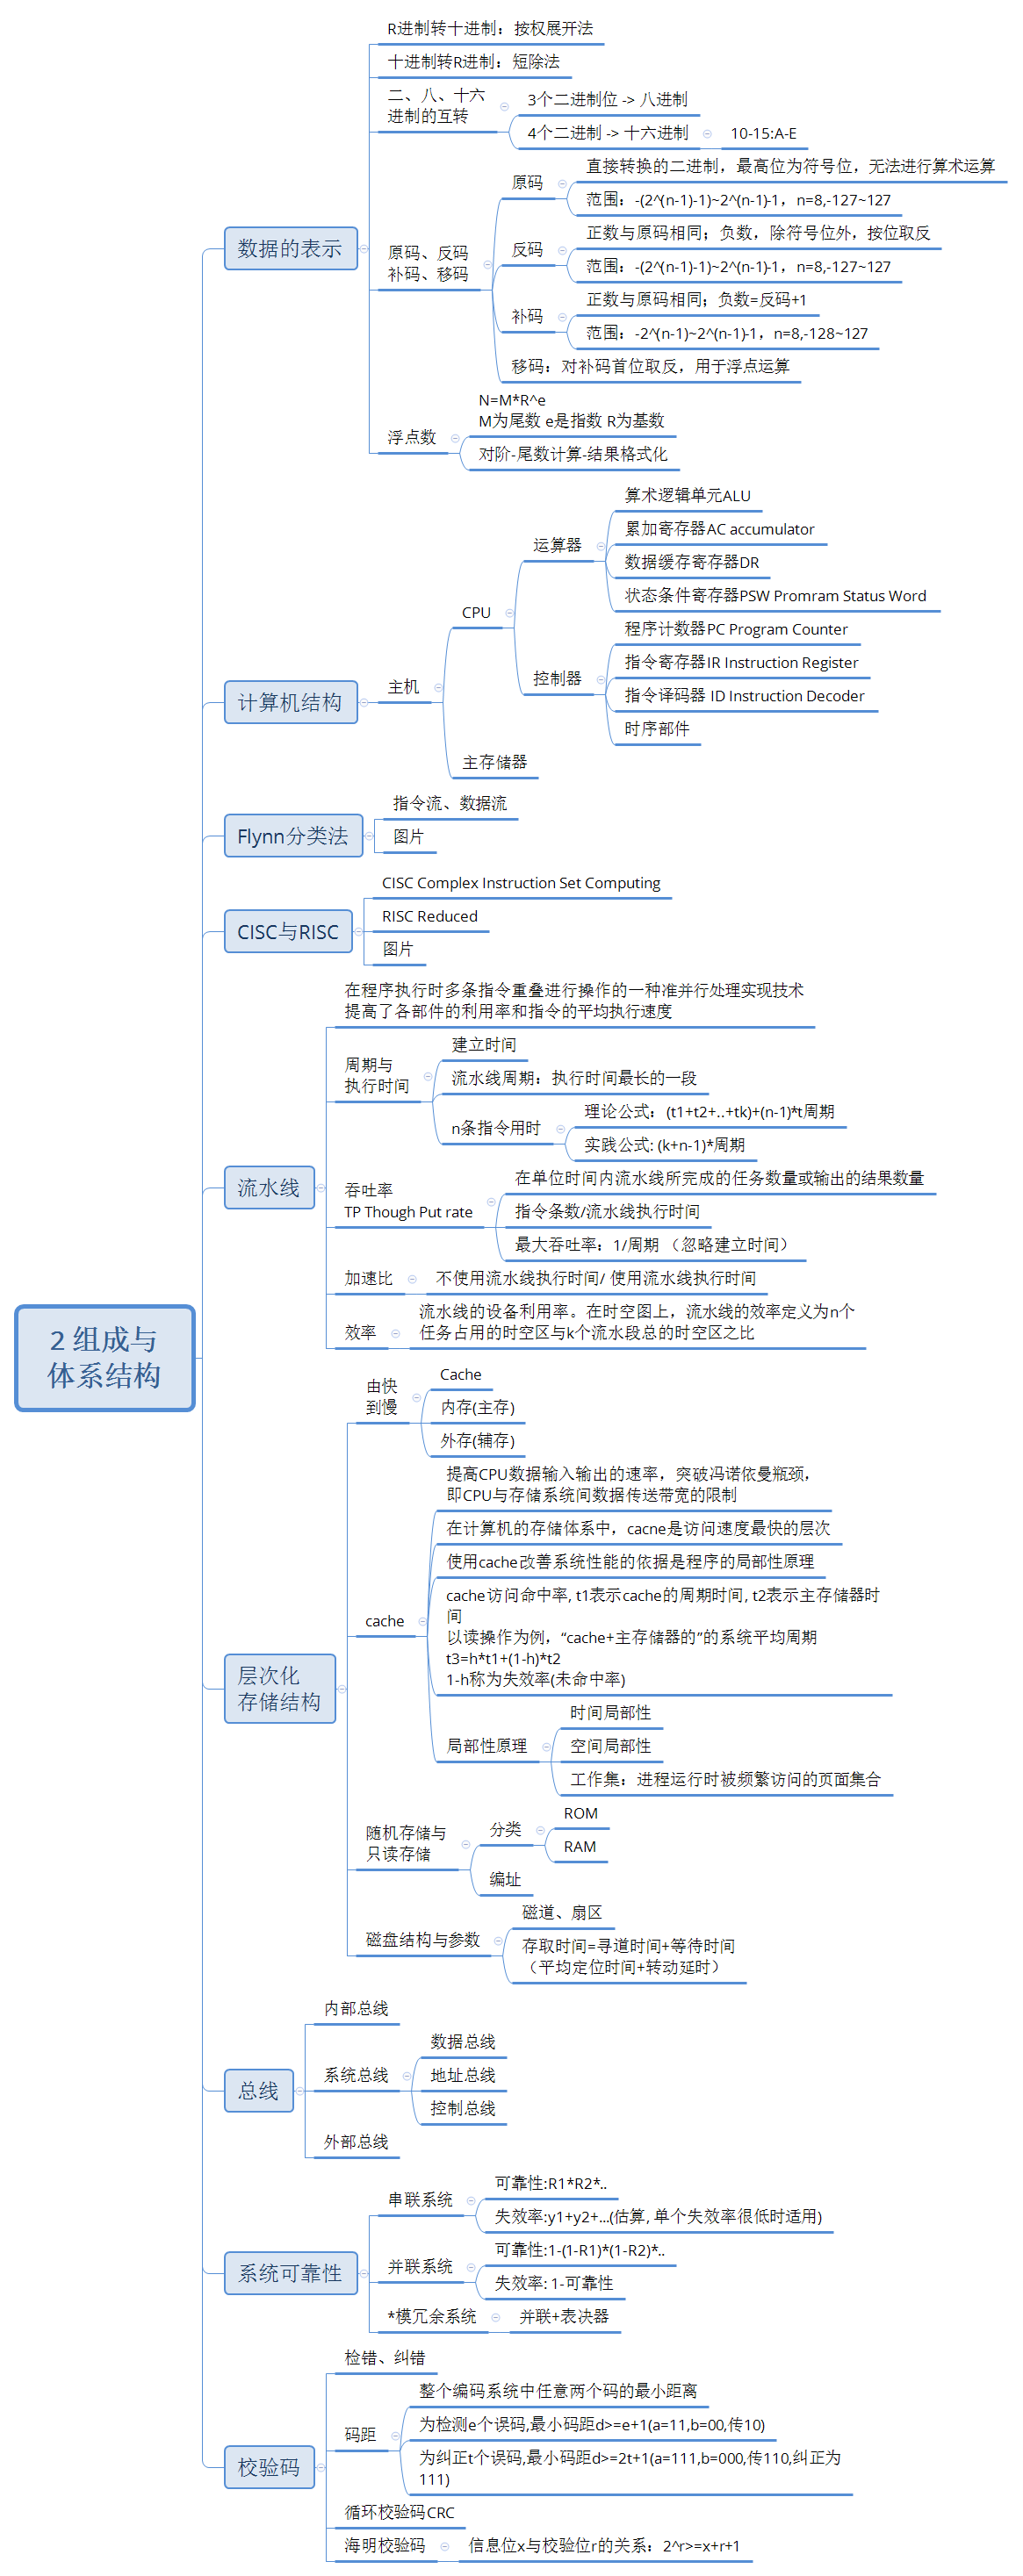 2 组成与
体系结构
数据的表示
R进制转十进制：按权展开法
十进制转R进制：短除法
二、八、十六
进制的互转
3个二进制位 -> 八进制
4个二进制 -> 十六进制
10-15:A-E
原码、反码
补码、移码
原码
直接转换的二进制，最高位为符号位，无法进行算术运算
范围：-(2^(n-1)-1)~2^(n-1)-1，n=8,-127~127
反码
正数与原码相同；负数，除符号位外，按位取反
范围：-(2^(n-1)-1)~2^(n-1)-1，n=8,-127~127
补码
正数与原码相同；负数=反码+1
范围：-2^(n-1)~2^(n-1)-1，n=8,-128~127
移码：对补码首位取反，用于浮点运算
浮点数
N=M*R^e
M为尾数 e是指数 R为基数
对阶-尾数计算-结果格式化
计算机结构
主机
CPU
运算器
算术逻辑单元ALU
累加寄存器AC accumulator
数据缓存寄存器DR
状态条件寄存器PSW Promram Status Word
控制器
程序计数器PC Program Counter
指令寄存器IR Instruction Register
指令译码器 ID Instruction Decoder
时序部件
主存储器
Flynn分类法
指令流、数据流
图片
CISC与RISC
CISC Complex Instruction Set Computing
RISC Reduced
图片
流水线
在程序执行时多条指令重叠进行操作的一种准并行处理实现技术
提高了各部件的利用率和指令的平均执行速度
周期与
执行时间
建立时间
流水线周期：执行时间最长的一段
n条指令用时
理论公式：(t1+t2+..+tk)+(n-1)*t周期
实践公式: (k+n-1)*周期
吞吐率
TP Though Put rate
在单位时间内流水线所完成的任务数量或输出的结果数量
指令条数/流水线执行时间
最大吞吐率：1/周期 （忽略建立时间）
加速比
不使用流水线执行时间/ 使用流水线执行时间
效率
流水线的设备利用率。在时空图上，流水线的效率定义为n个
任务占用的时空区与k个流水段总的时空区之比
层次化
存储结构
由快
到慢
Cache
内存(主存)
外存(辅存)
cache
提高CPU数据输入输出的速率，突破冯诺依曼瓶颈，
即CPU与存储系统间数据传送带宽的限制
在计算机的存储体系中，cacne是访问速度最快的层次
使用cache改善系统性能的依据是程序的局部性原理
cache访问命中率, t1表示cache的周期时间, t2表示主存储器时
间
以读操作为例，“cache+主存储器的”的系统平均周期
t3=h*t1+(1-h)*t2
1-h称为失效率(未命中率)
局部性原理
时间局部性
空间局部性
工作集：进程运行时被频繁访问的页面集合
随机存储与
只读存储
分类
ROM
RAM
编址
磁盘结构与参数
磁道、扇区
存取时间=寻道时间+等待时间
（平均定位时间+转动延时）
总线
内部总线
系统总线
数据总线
地址总线
控制总线
外部总线
系统可靠性
串联系统
可靠性:R1*R2*..
失效率:y1+y2+...(估算, 单个失效率很低时适用)
并联系统
可靠性:1-(1-R1)*(1-R2)*..
失效率: 1-可靠性
*模冗余系统
并联+表决器
校验码
检错、纠错
码距
整个编码系统中任意两个码的最小距离
为检测e个误码,最小码距d>=e+1(a=11,b=00,传10)
为纠正t个误码,最小码距d>=2t+1(a=111,b=000,传110,纠正为
111)
循环校验码CRC
海明校验码
信息位x与校验位r的关系：2^r>=x+r+1